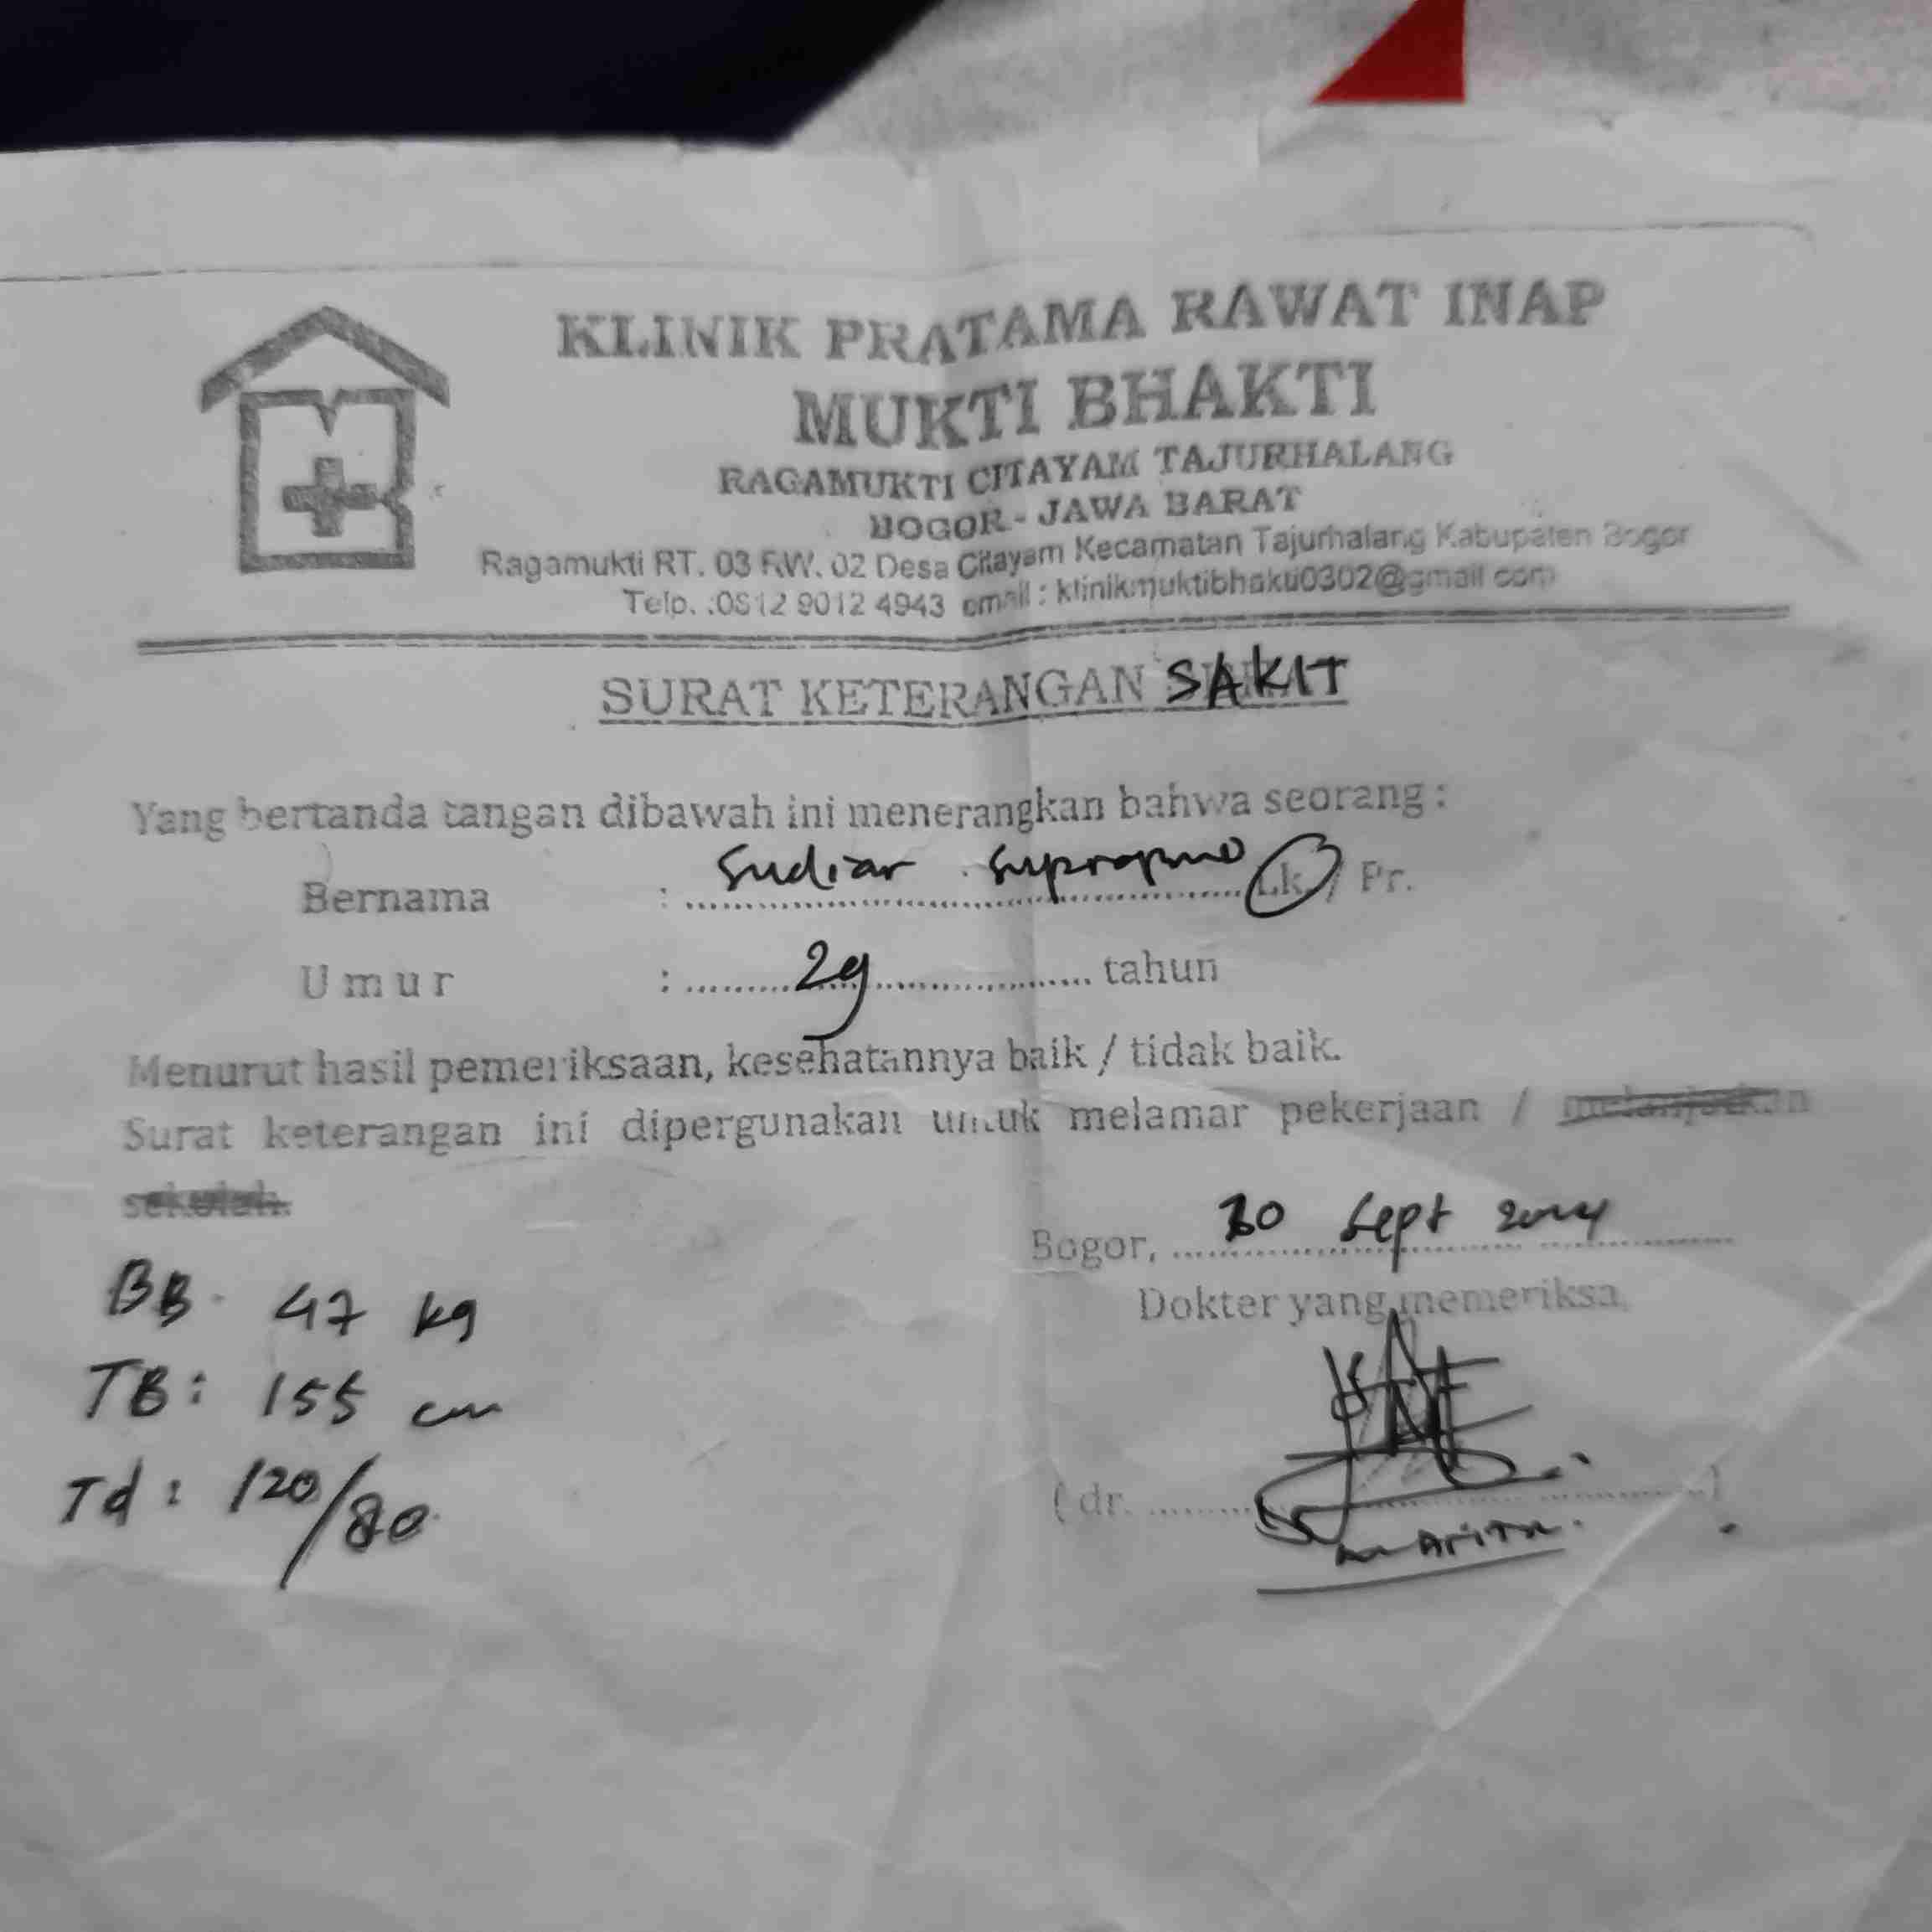 KLINIK PRATAMA RAWAT INAP
MUKTI BHAKTI
RAGAMUKTI CITAYAM TAJURHALANG
BOGOR - JAWA BARAT
Ragamukti RT. 03 RW. 02 Desa Citayam Kecamatan Tajurhalang Kabupaten Bogor
Telp. : 0812 9012 4943 email : klinikmuktibhakti0302@gmail.com
SURAT KETERANGAN SAKIT
Yang bertanda tangan dibawah ini menerangkan bahwa seorang :
Bernama : Sudiar Lk. / Pr.
Umur : 29 tahun
Menurut hasil pemeriksaan, kesehatannya baik / tidak baik.
Surat keterangan ini dipergunakan untuk melamar pekerjaan / melanjutkan
sekolah.
Bogor, 30 Sept 2024
BB. 47 kg
Dokter yang memeriksa,
TB : 155 cm
Td : 120/80
( dr. )